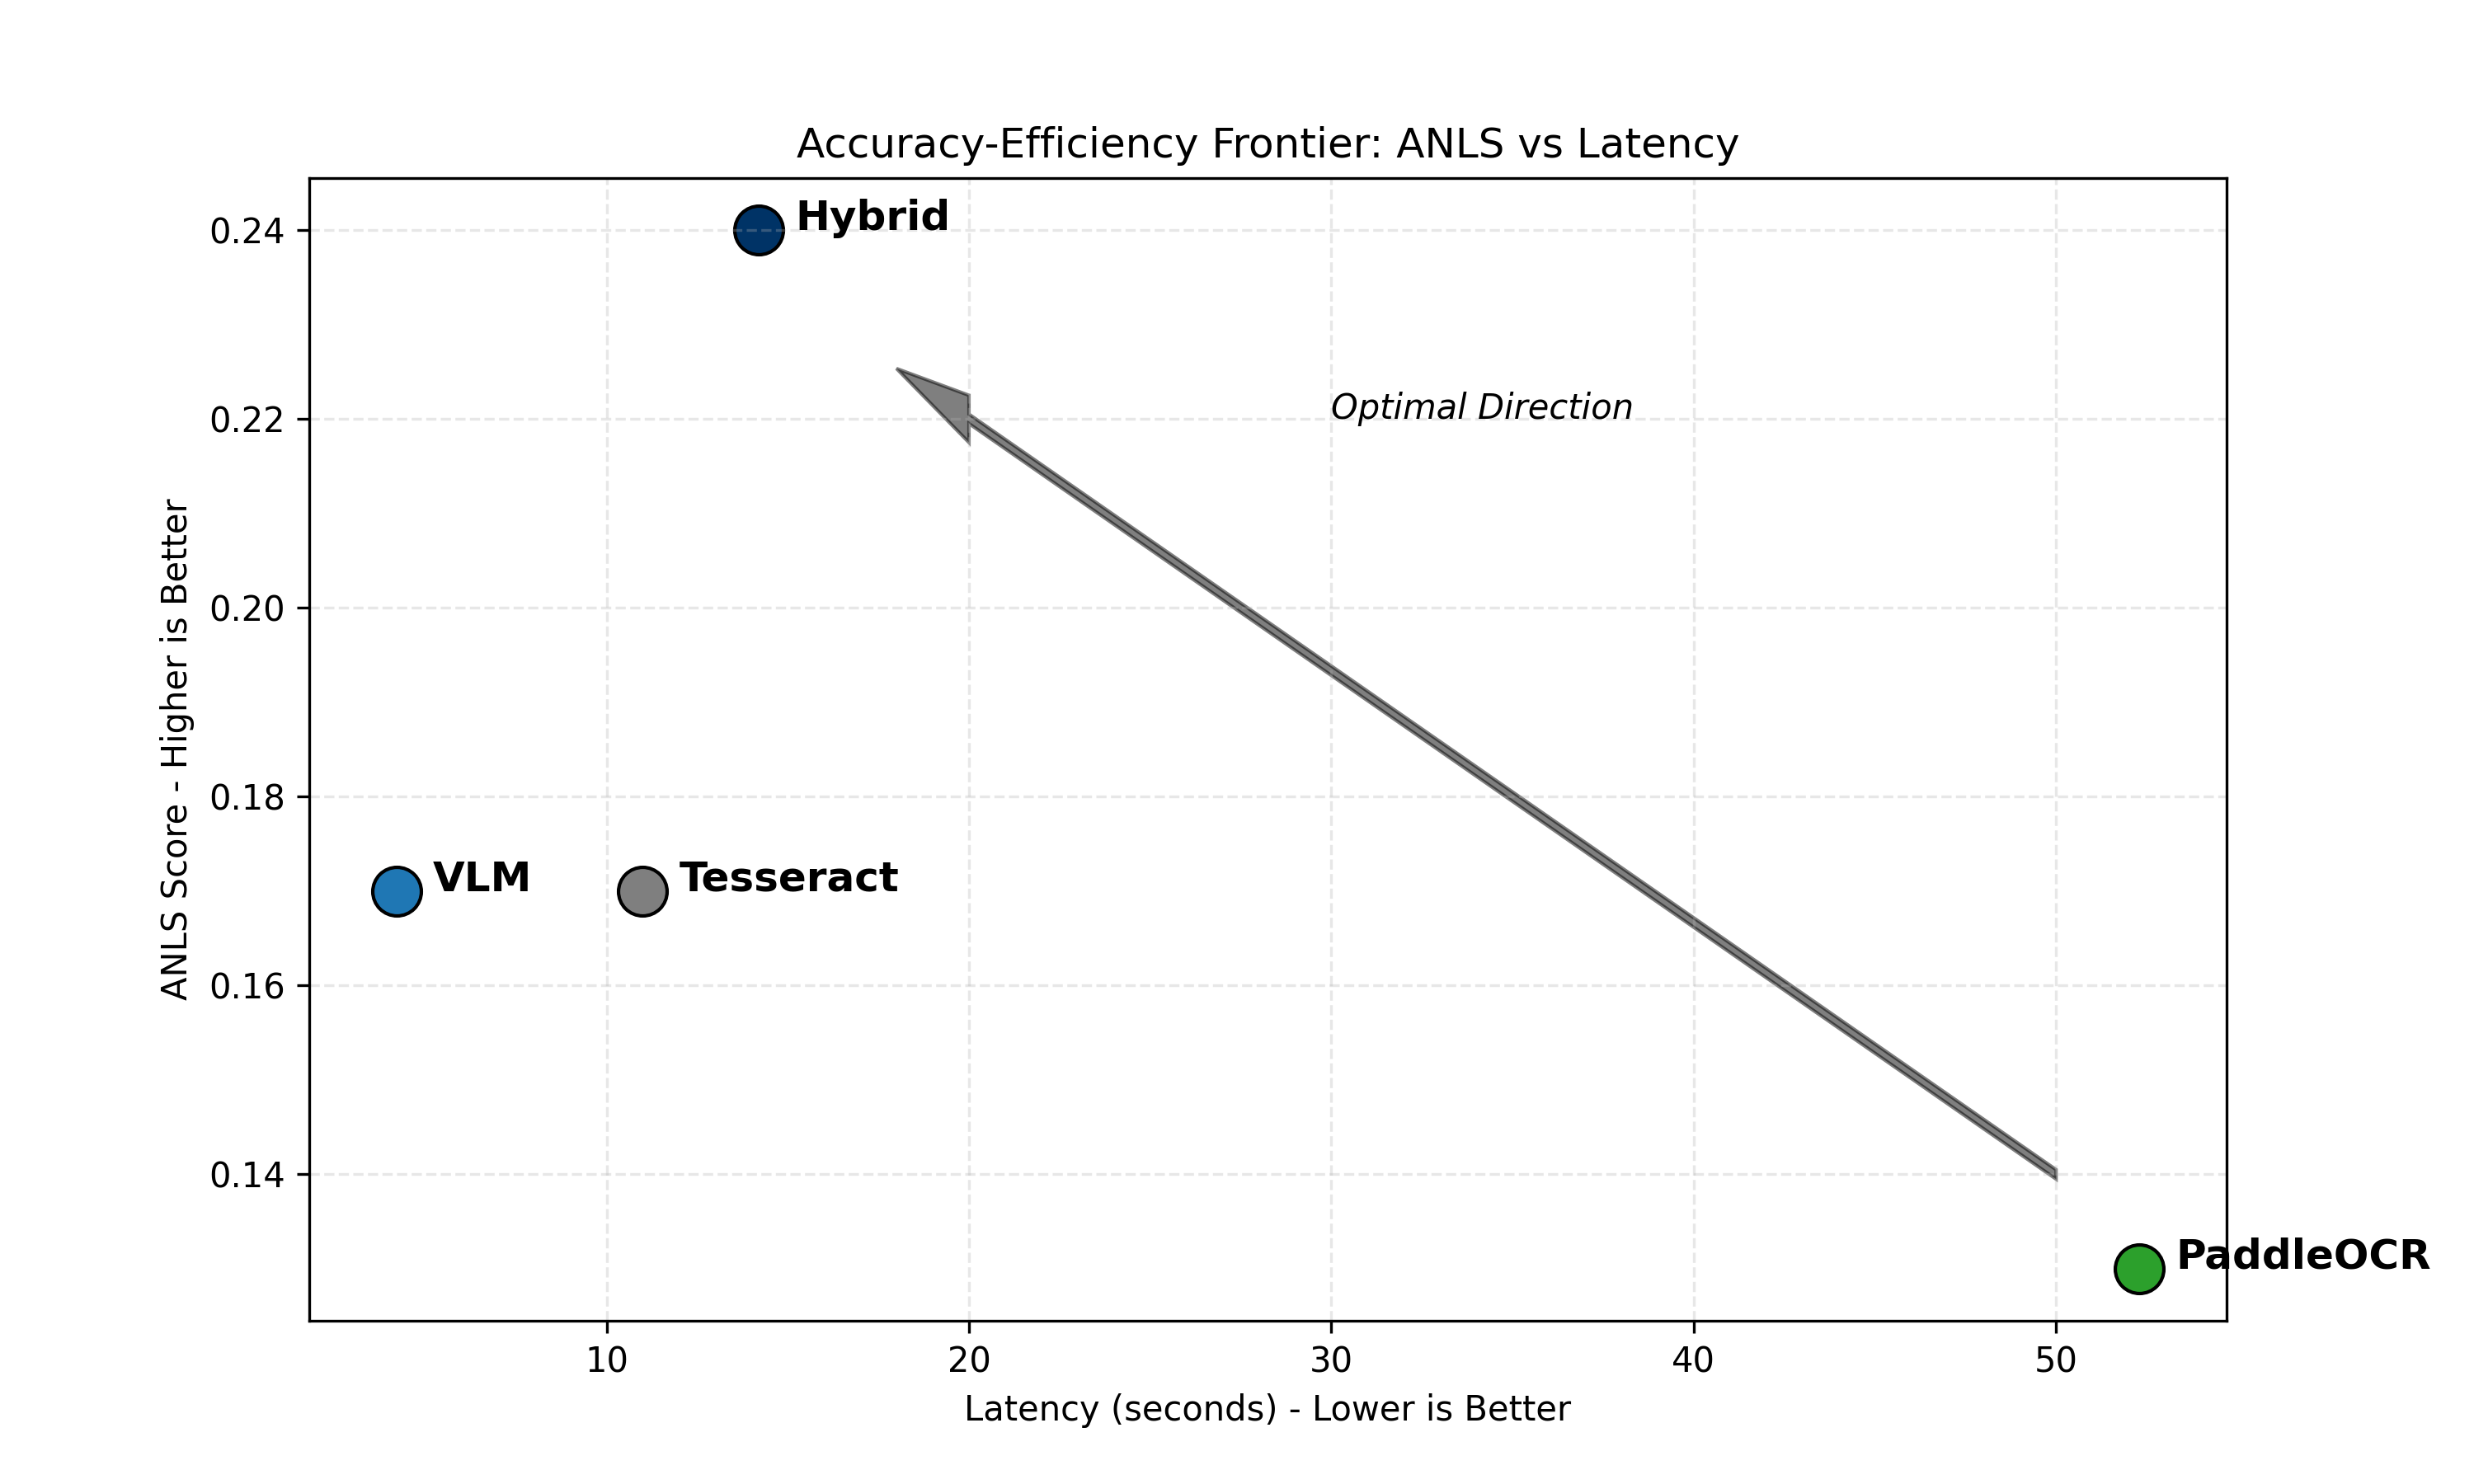 Accuracy-Efficiency Frontier: ANLS vs Latency
ANLS Score - Higher is Better
0.24
0.22
0.20
0.18
0.16
0.14
Hybrid
Optimal Direction
VLM
Tesseract
PaddleOCR
10
20
30
40
50
Latency (seconds) - Lower is Better